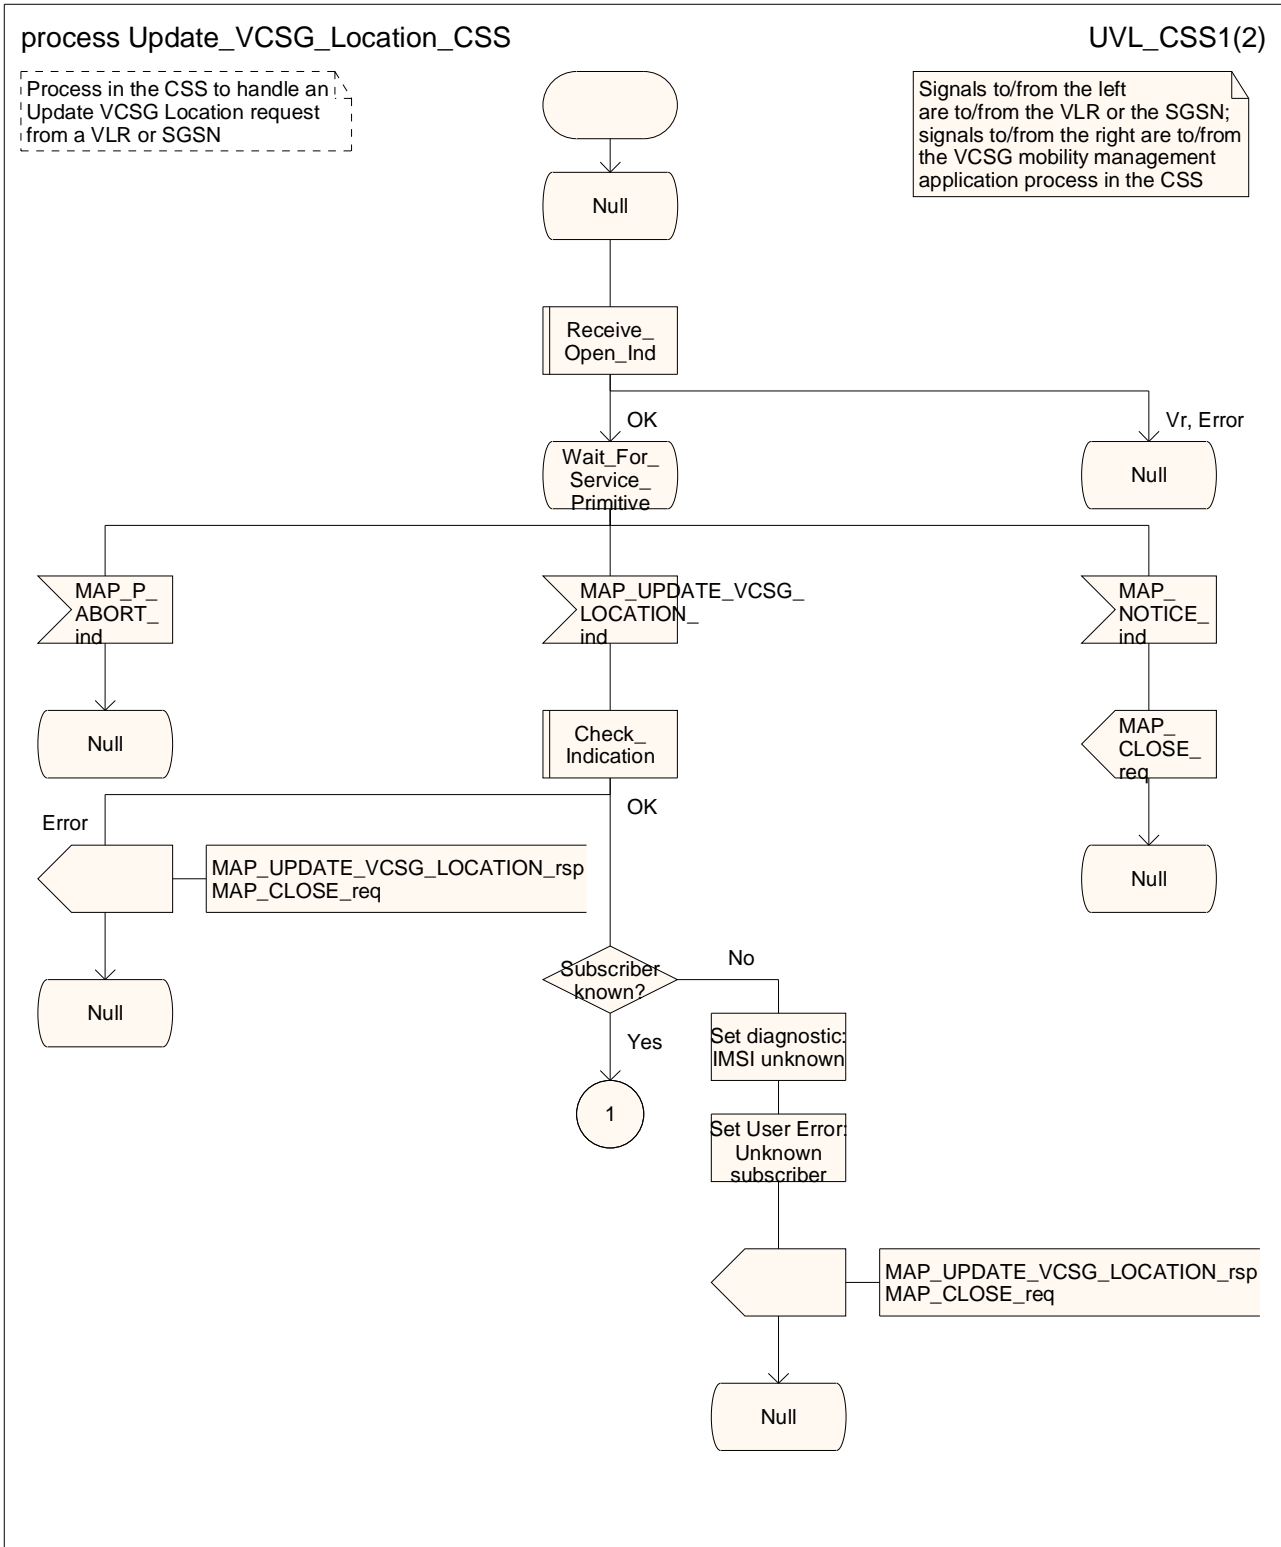 process Update_VCSG_Location_CSS
UVL_CSS1(2)
Process in the CSS to handle an
Update VCSG Location request
from a VLR or SGSN
Signals to/from the left
are to/from the VLR or the SGSN;
signals to/from the right are to/from
the VCSG mobility management
application process in the CSS
Null
Receive_
Open_Ind
OK
Vr, Error
Wait_For_
Service_
Primitive
Null
MAP_P_
ABORT_
ind
MAP_UPDATE_VCSG_
LOCATION_
ind
MAP_
NOTICE_
ind
Null
Check_
Indication
MAP_
CLOSE_
req
OK
Error
MAP_UPDATE_VCSG_LOCATION_rsp
MAP_CLOSE_req
Null
Null
Subscriber
known?
No
Yes
Set diagnostic:
IMSI unknown
1
Set User Error:
Unknown
subscriber
MAP_UPDATE_VCSG_LOCATION_rsp
MAP_CLOSE_req
Null